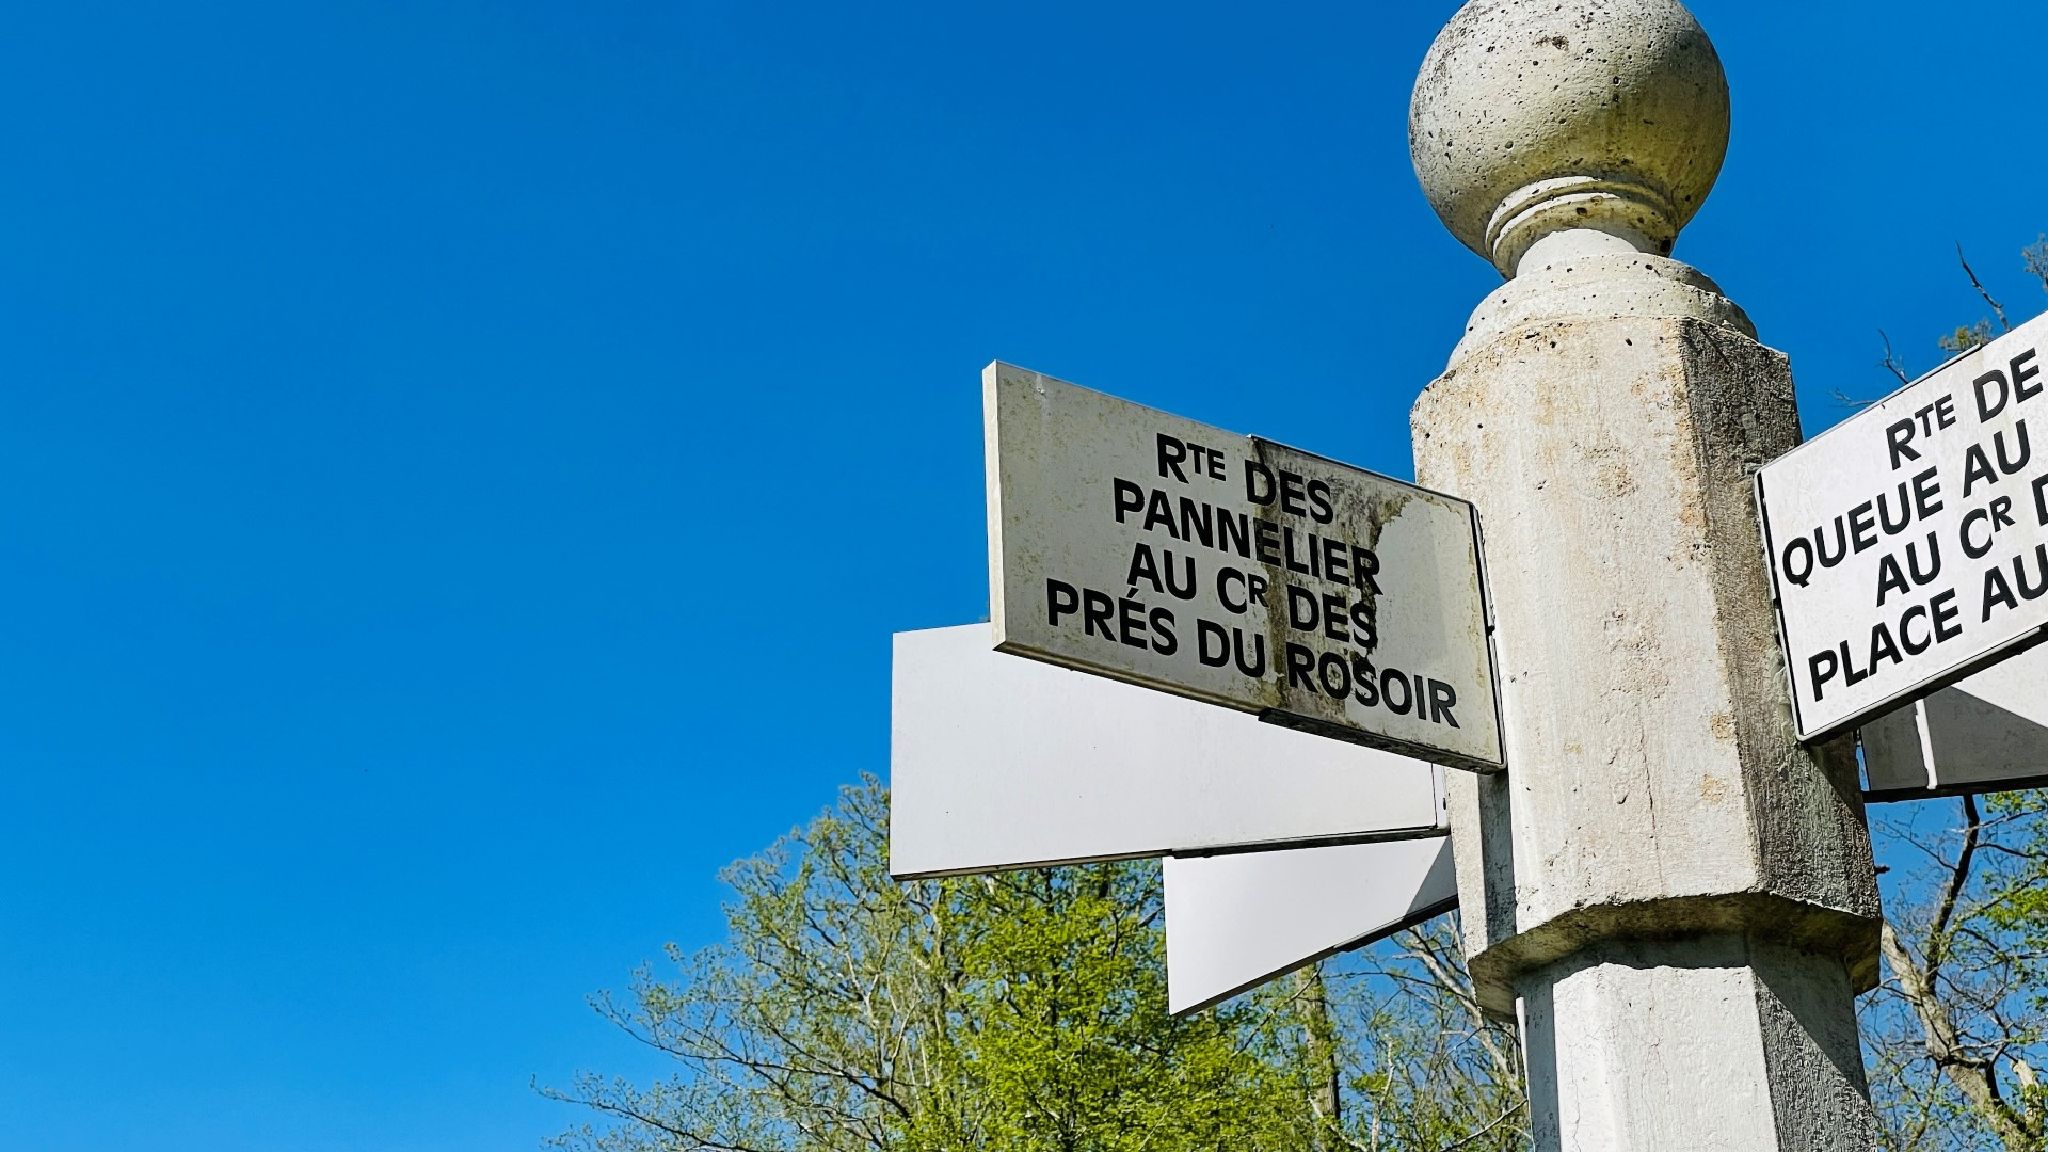 RTE DES
PANNELIER
AU CR DES
PRÉS DU ROSOIR
RTE DE
QUEUE AU
AU CR
PLACE AU